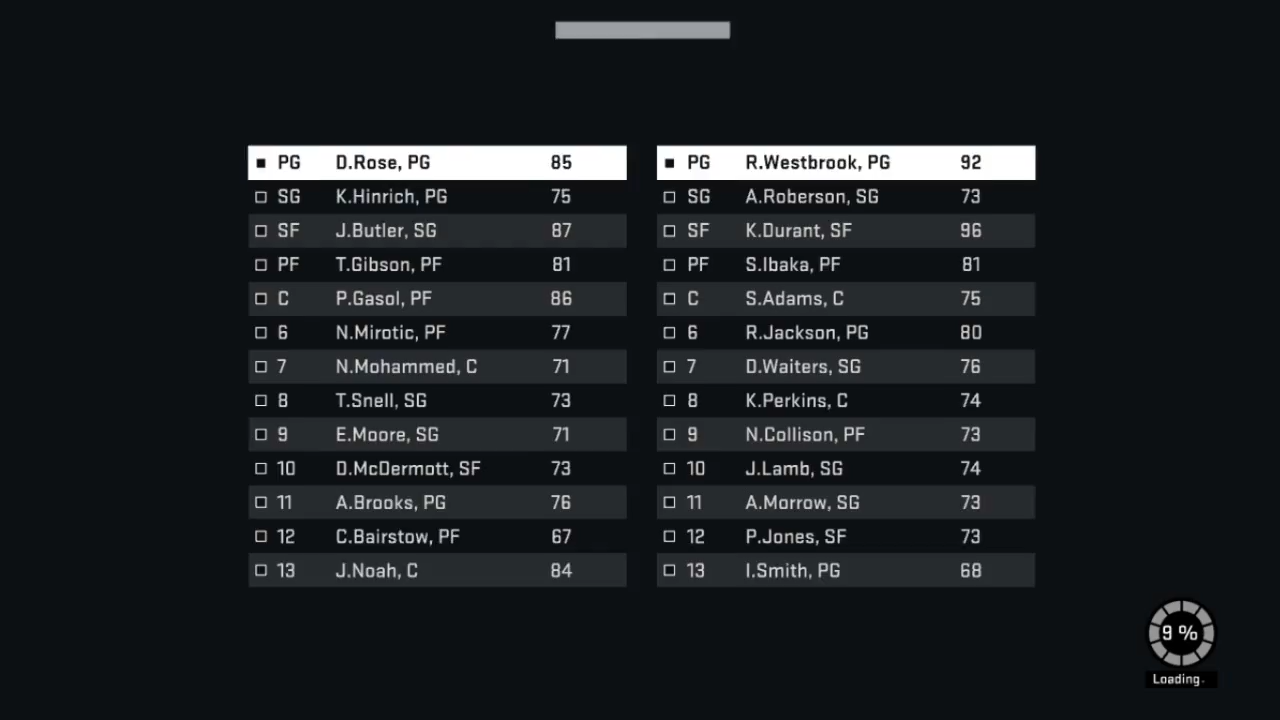 PG D.Rose, PG 85
SG K.Hinrich, PG 75
SF J.Butler, SG 87
PF T.Gibson, PF 81
C P.Gasol, PF 86
6 N.Mirotic, PF 77
7 N.Mohammed, C 71
8 T.Snell, SG 73
9 E.Moore, SG 71
10 D.McDermott, SF 73
11 A.Brooks, PG 76
12 C.Bairstow, PF 67
13 J.Noah, C 84
PG R.Westbrook, PG 92
SG A.Roberson, SG 73
SF K.Durant, SF 96
PF S.Ibaka, PF 81
C S.Adams, C 75
6 R.Jackson, PG 80
7 D.Waiters, SG 76
8 K.Perkins, C 74
9 N.Collison, PF 73
10 J.Lamb, SG 74
11 A.Morrow, SG 73
12 P.Jones, SF 73
13 I.Smith, PG 68
9 %
Loading.